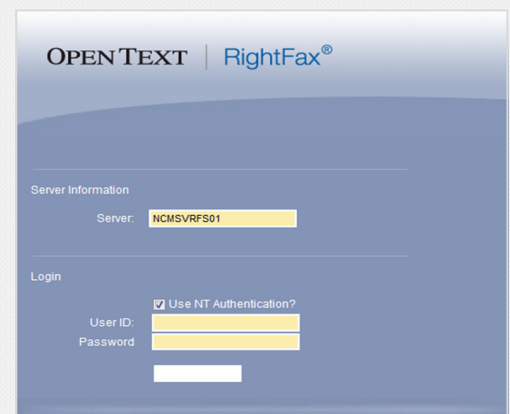 OPEN TEXT | RightFax®
Server Information
Server: NCMSVRFS01
Login
Use NT Authentication?
User ID:
Password